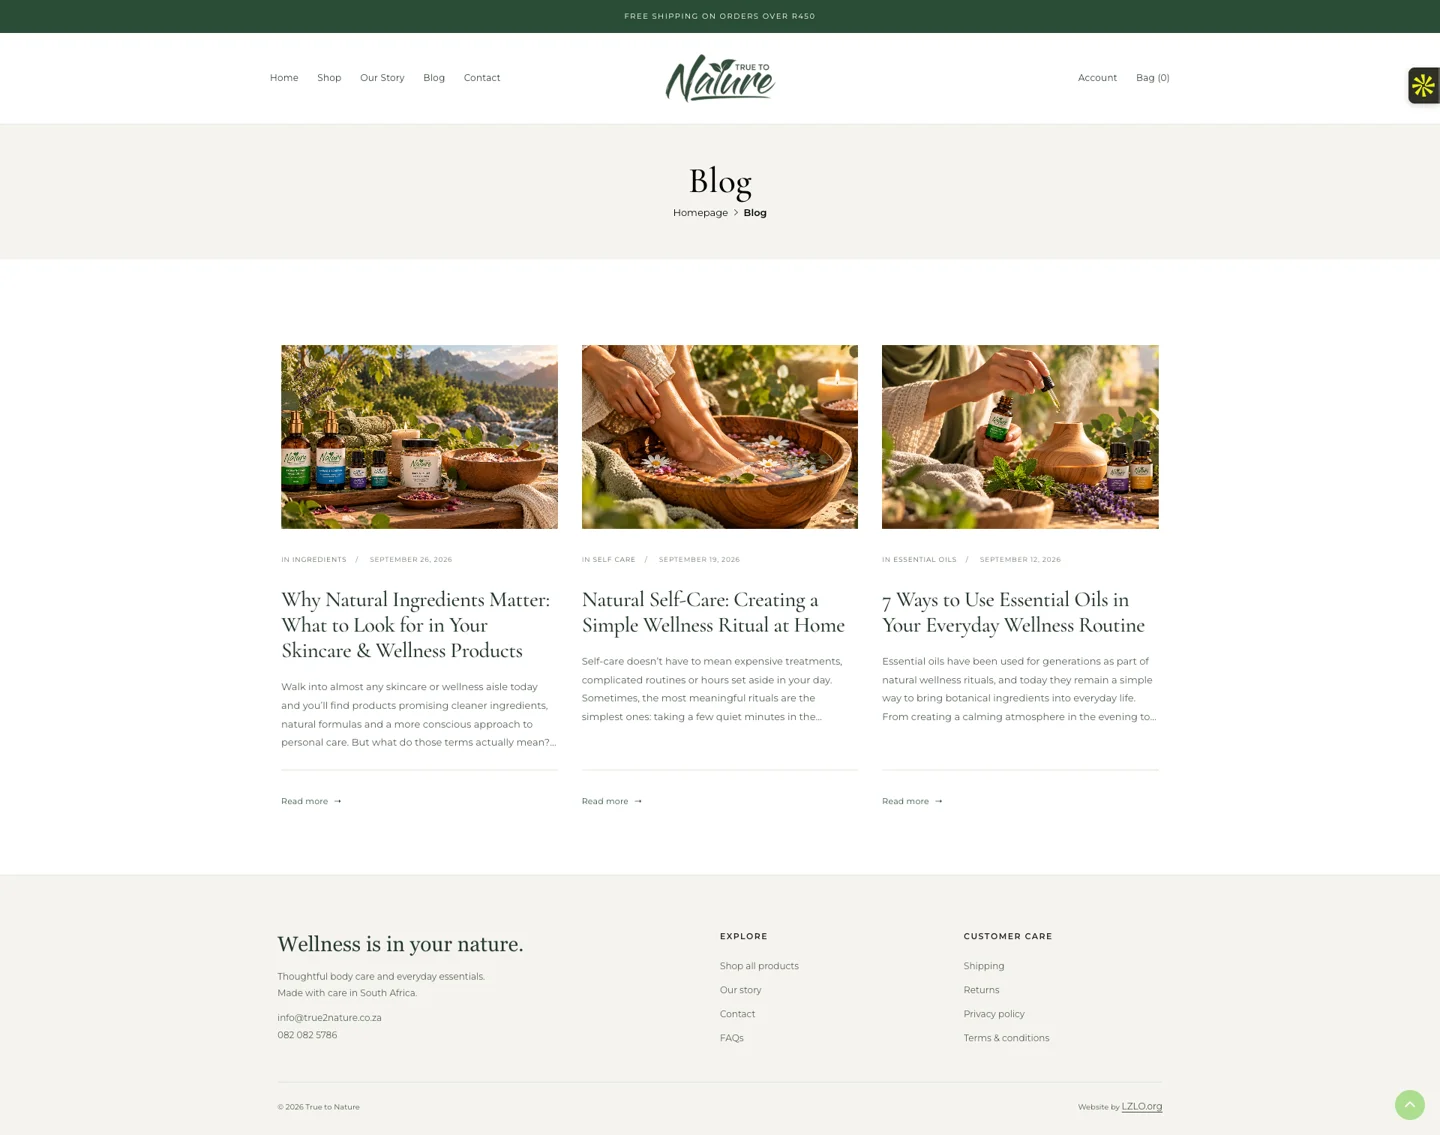 FREE SHIPPING ON ORDERS OVER R450
Home Shop Our Story Blog Contact
TRUE TO
Nature
Account Bag (0)
Blog
Homepage > Blog
IN INGREDIENTS / SEPTEMBER 26, 2026
Why Natural Ingredients Matter:
What to Look for in Your
Skincare & Wellness Products
Walk into almost any skincare or wellness aisle today
and you'll find products promising cleaner ingredients,
natural formulas and a more conscious approach to
personal care. But what do those terms actually mean?...
Read more →
IN SELF CARE / SEPTEMBER 19, 2026
Natural Self-Care: Creating a
Simple Wellness Ritual at Home
Self-care doesn't have to mean expensive treatments,
complicated routines or hours set aside in your day.
Sometimes, the most meaningful rituals are the
simplest ones: taking a few quiet minutes in the...
Read more →
IN ESSENTIAL OILS / SEPTEMBER 12, 2026
7 Ways to Use Essential Oils in
Your Everyday Wellness Routine
Essential oils have been used for generations as part of
natural wellness rituals, and today they remain a simple
way to bring botanical ingredients into everyday life.
From creating a calming atmosphere in the evening to...
Read more →
Wellness is in your nature.
Thoughtful body care and everyday essentials.
Made with care in South Africa.
info@true2nature.co.za
082 082 5786
EXPLORE
Shop all products
Our story
Contact
FAQs
CUSTOMER CARE
Shipping
Returns
Privacy policy
Terms & conditions
© 2026 True to Nature
Website by LZLO.org